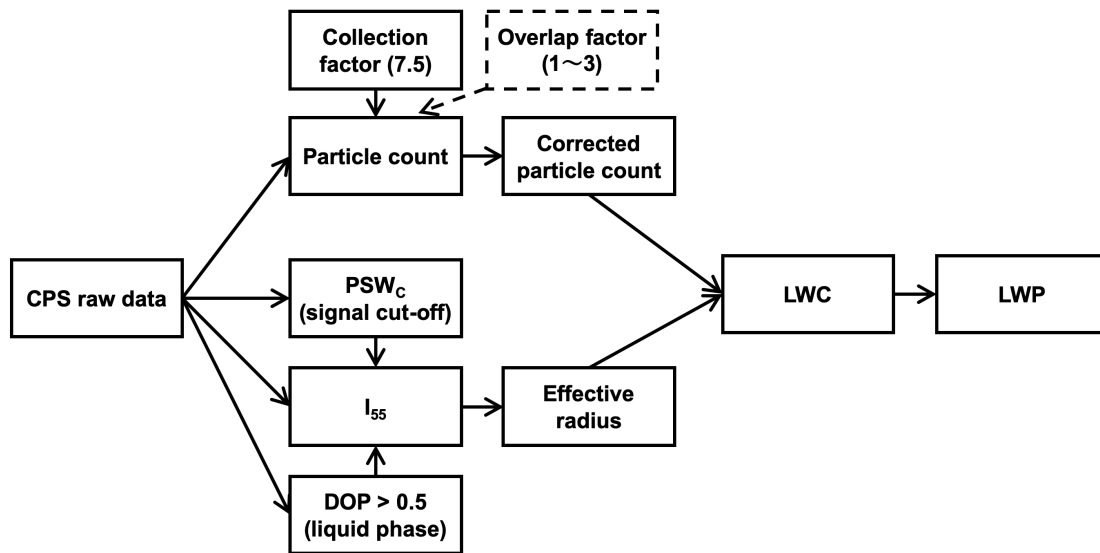 Collection
factor (7.5)
Overlap factor
(1～3)
Particle count
Corrected
particle count
CPS raw data
PSW_C
(signal cut-off)
LWC
LWP
I₅₅
Effective
radius
DOP > 0.5
(liquid phase)